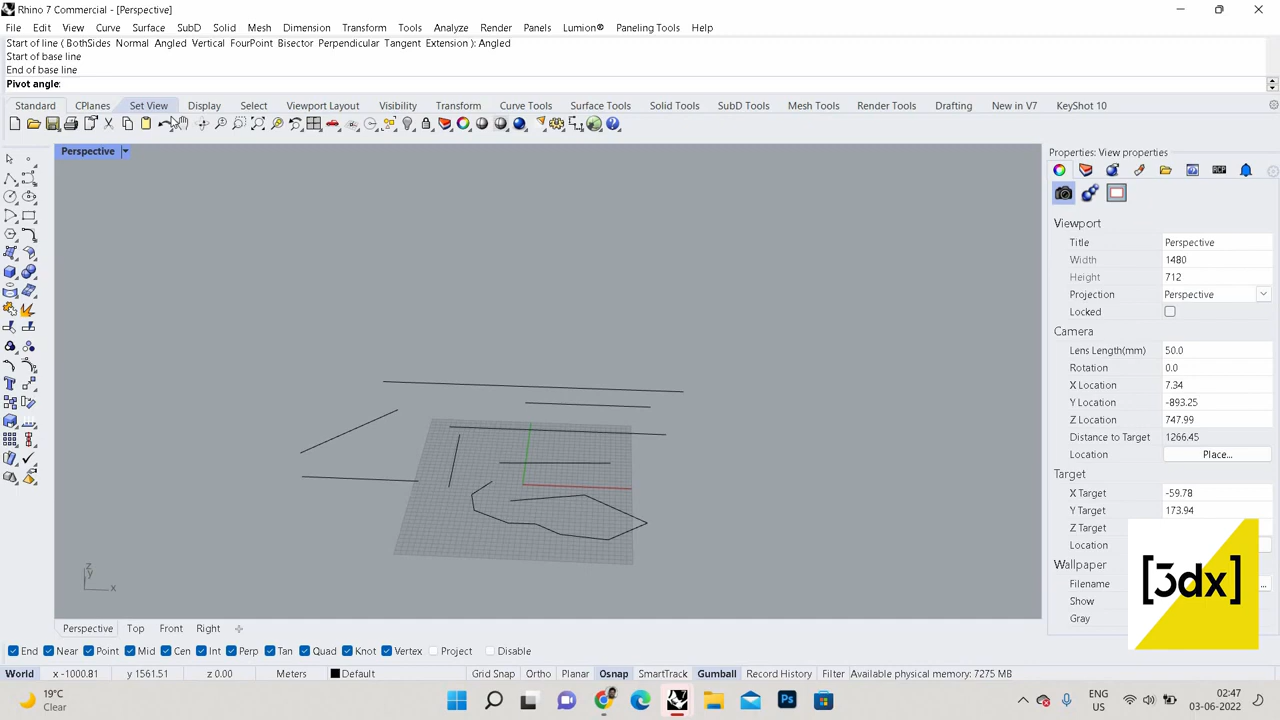 Rhino 7 Commercial - [Perspective]
File Edit View Curve Surface SubD Solid Mesh Dimension Transform Tools Analyze Render Panels Lumion® Paneling Tools Help
Start of line ( BothSides Normal Angled Vertical FourPoint Bisector Perpendicular Tangent Extension ): Angled
Start of base line
End of base line
Pivot angle:
Standard CPlanes Set View Display Select Viewport Layout Visibility Transform Curve Tools Surface Tools Solid Tools SubD Tools Mesh Tools Render Tools Drafting New in V7 KeyShot 10
Perspective
Properties: View properties
Viewport
Title Perspective
Width 1480
Height 712
Projection Perspective
Locked
Camera
Lens Length(mm) 50.0
Rotation 0.0
X Location 7.34
Y Location -893.25
Z Location 747.99
Distance to Target 1266.45
Location Place...
Target
X Target -59.78
Y Target 173.94
Z Target
Location
Wallpaper
Filename ...
Show
Gray
[3dx]
z
y
x
Perspective Top Front Right
End Near Point Mid Cen Int Perp Tan Quad Knot Vertex Project Disable
World x -1000.81 y 1561.51 z 0.00 Meters Default Grid Snap Ortho Planar Osnap SmartTrack Gumball Record History Filter Available physical memory: 7275 MB
19°C
Clear
Ps
ENG
US
02:47
03-06-2022